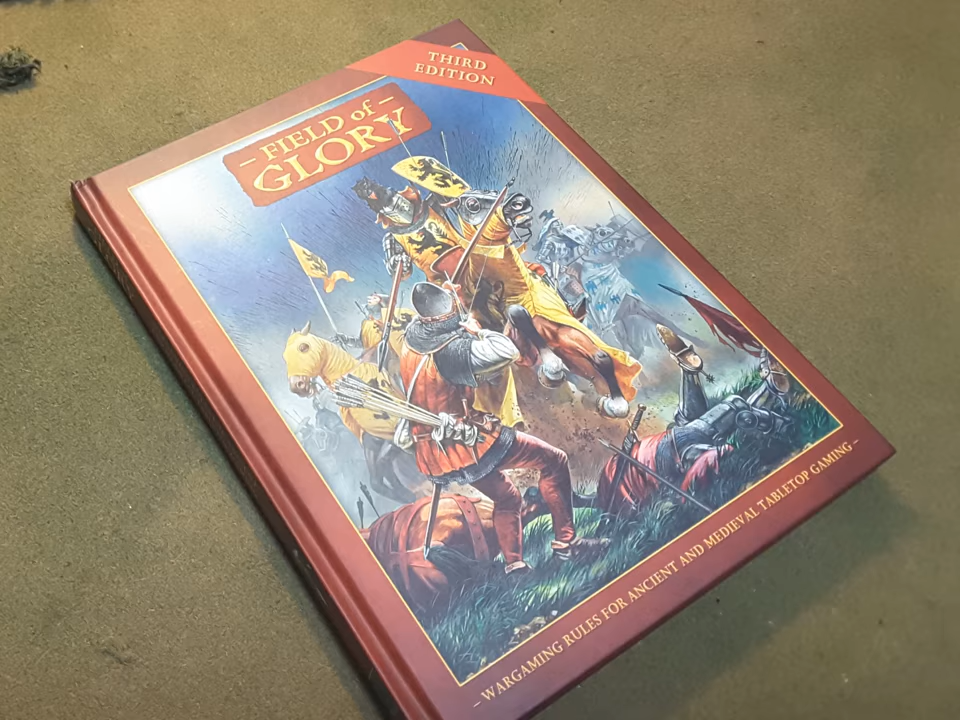 THIRD
EDITION
– FIELD of –
GLORY
– WARGAMING RULES FOR ANCIENT AND MEDIEVAL TABLETOP GAMING –